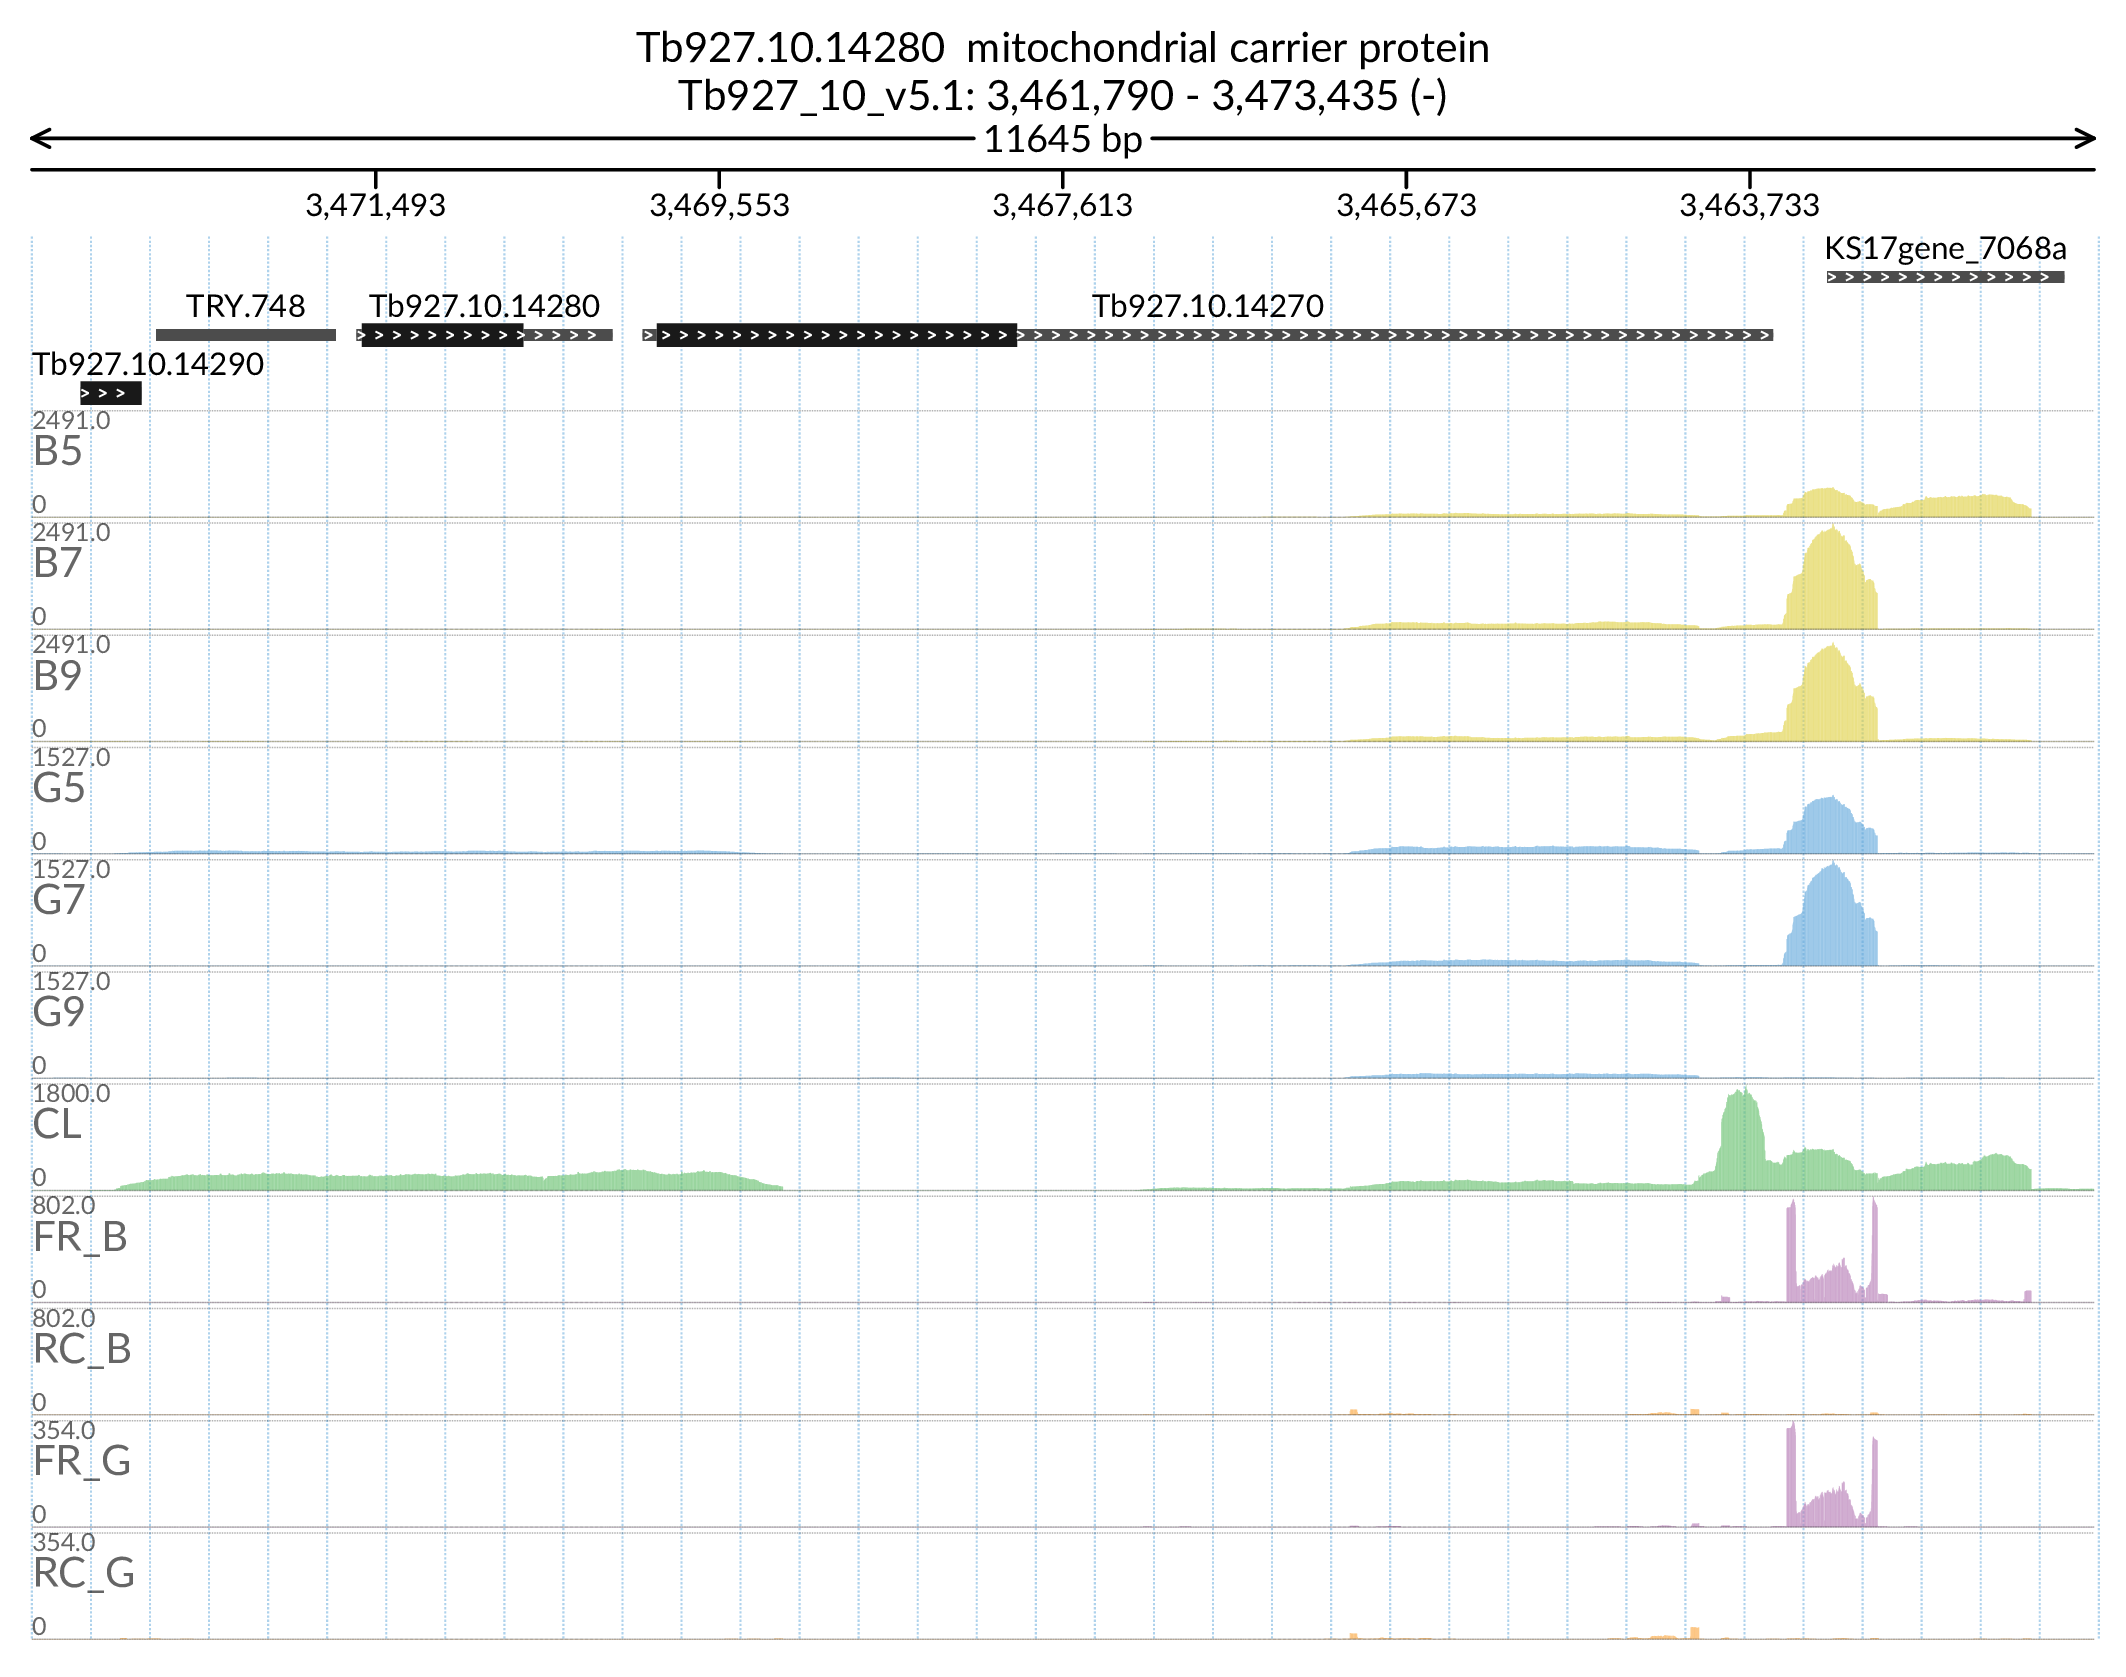 Tb927.10.14280 mitochondrial carrier protein
Tb927_10_v5.1: 3,461,790 - 3,473,435 (-)
11645 bp
3,471,493 3,469,553 3,467,613 3,465,673 3,463,733
KS17gene_7068a
TRY.748 Tb927.10.14280 Tb927.10.14270
Tb927.10.14290
2491.0
B5
0
2491.0
B7
0
2491.0
B9
0
1527.0
G5
0
1527.0
G7
0
1527.0
G9
0
1800.0
CL
0
802.0
FR_B
0
802.0
RC_B
0
354.0
FR_G
0
354.0
RC_G
0